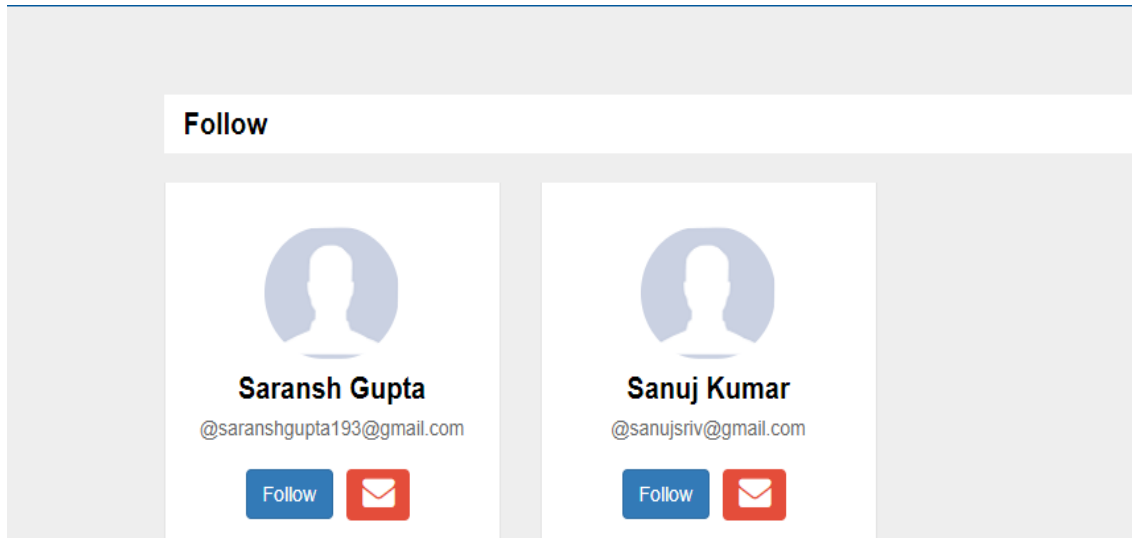 Follow
Saransh Gupta
@saranshgupta193@gmail.com
Follow
Sanuj Kumar
@sanujsriv@gmail.com
Follow